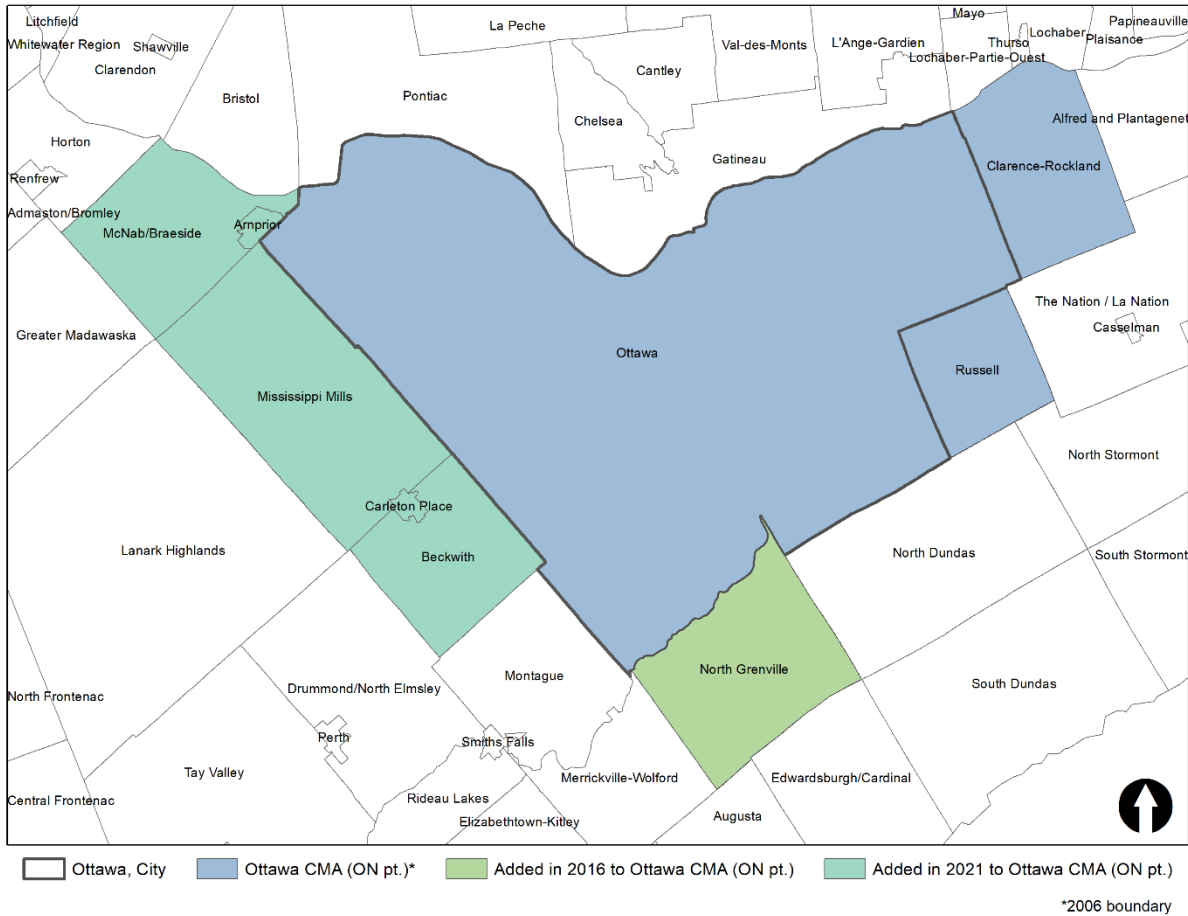 Litchfield
Whitewater Region
Shawville
Clarendon
Bristol
Pontiac
La Peche
Cantley
Chelsea
Val-des-Monts
L'Ange-Gardien
Mayo
Thurso
Lochaber
Papineauville
Plaisance
Lochaber-Partie-Ouest
Gatineau
Alfred and Plantagenet
Clarence-Rockland
Horton
Renfrew
Admaston/Bromley
McNab/Braeside
Arnprior
Greater Madawaska
Ottawa
The Nation / La Nation
Casselman
Russell
Mississippi Mills
North Stormont
Carleton Place
Beckwith
Lanark Highlands
North Dundas
South Stormont
North Frontenac
Drummond/North Elmsley
Montague
North Grenville
South Dundas
Perth
Smiths Falls
Tay Valley
Merrickville-Wolford
Edwardsburgh/Cardinal
Central Frontenac
Rideau Lakes
Elizabethtown-Kitley
Augusta
Ottawa, City
Ottawa CMA (ON pt.)*
Added in 2016 to Ottawa CMA (ON pt.)
Added in 2021 to Ottawa CMA (ON pt.)
*2006 boundary